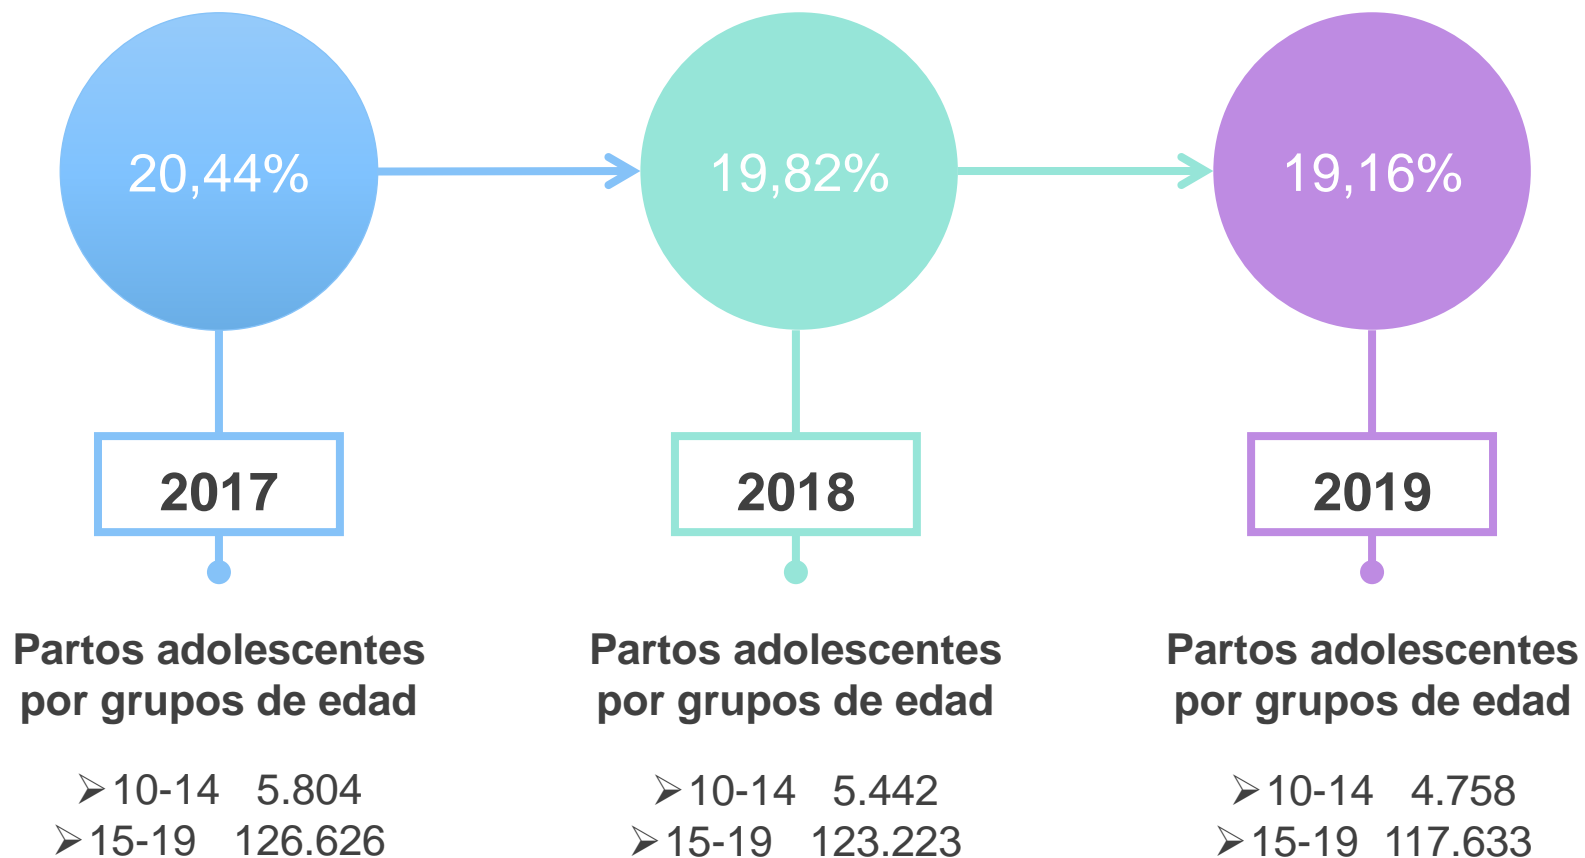 20,44%
19,82%
19,16%
2017
2018
2019
Partos adolescentes
por grupos de edad
➢10-14 5.804
➢15-19 126.626
Partos adolescentes
por grupos de edad
➢10-14 5.442
➢15-19 123.223
Partos adolescentes
por grupos de edad
➢10-14 4.758
➢15-19 117.633